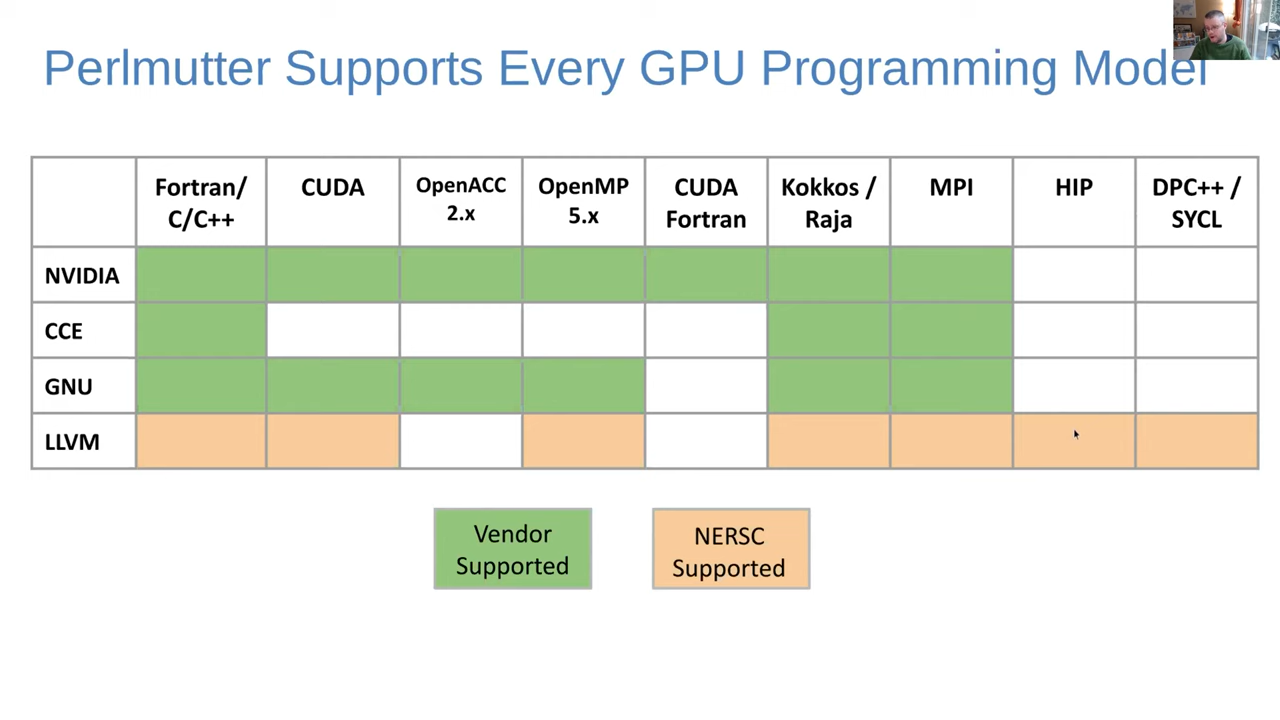 Perlmutter Supports Every GPU Programming Model
Fortran/
C/C++
CUDA
OpenACC
2.x
OpenMP
5.x
CUDA
Fortran
Kokkos /
Raja
MPI
HIP
DPC++ /
SYCL
NVIDIA
CCE
GNU
LLVM
Vendor
Supported
NERSC
Supported